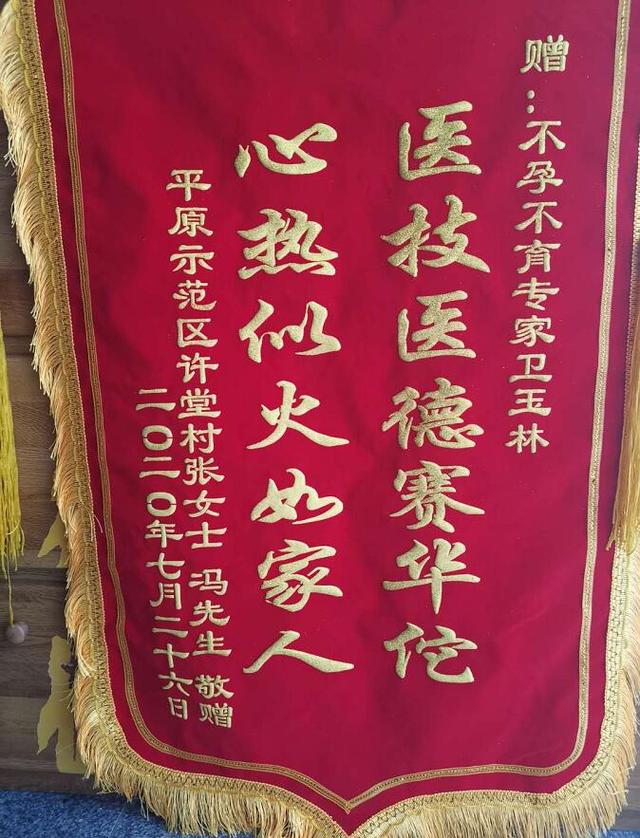 赠：不孕不育专家卫玉林
医技医德赛华佗
心热似火如家人
平原示范区许堂村张女士 冯先生 敬赠
二〇二〇年七月二十六日